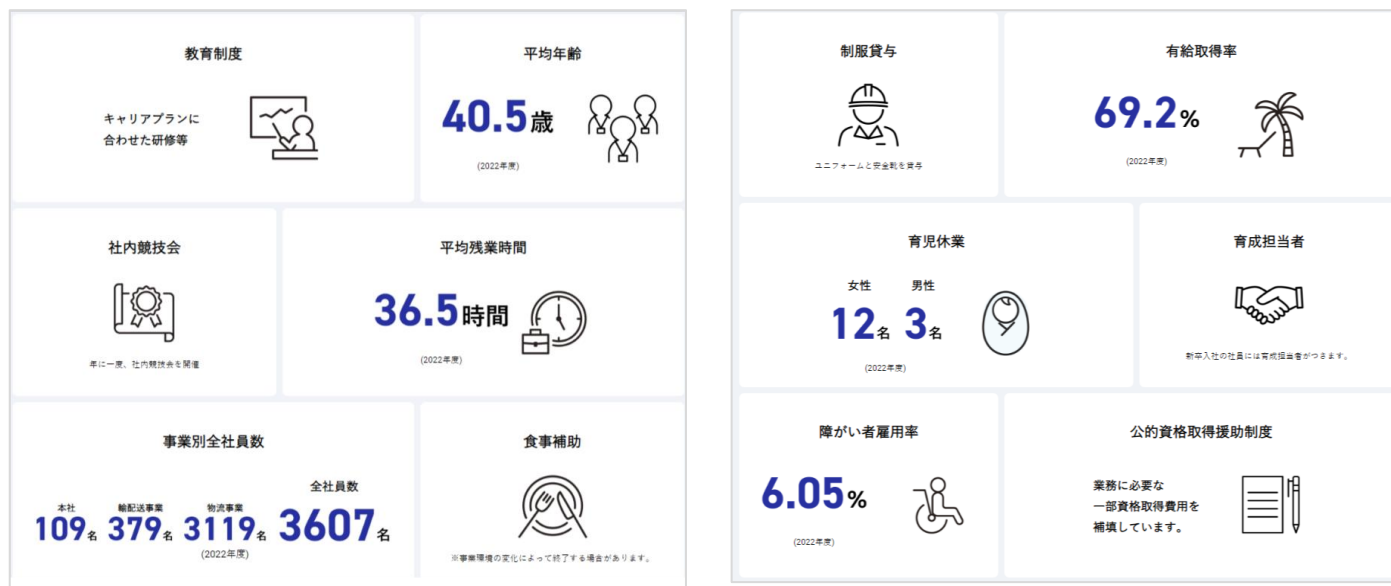 教育制度
キャリアプランに
合わせた研修等
平均年齢
40.5歳
(2022年度)
社内競技会
年に一度、社内競技会を開催
平均残業時間
36.5時間
(2022年度)
事業別全社員数
本社
109名
輸配送事業
379名
物流事業
3119名
全社員数
3607名
(2022年度)
食事補助
※事業環境の変化によって終了する場合があります。
制服貸与
ユニフォームと安全靴を貸与
有給取得率
69.2%
(2022年度)
育児休業
女性
12名
男性
3名
(2022年度)
育成担当者
新卒入社の社員には育成担当者がつきます。
障がい者雇用率
6.05%
(2022年度)
公的資格取得援助制度
業務に必要な
一部資格取得費用を
補填しています。